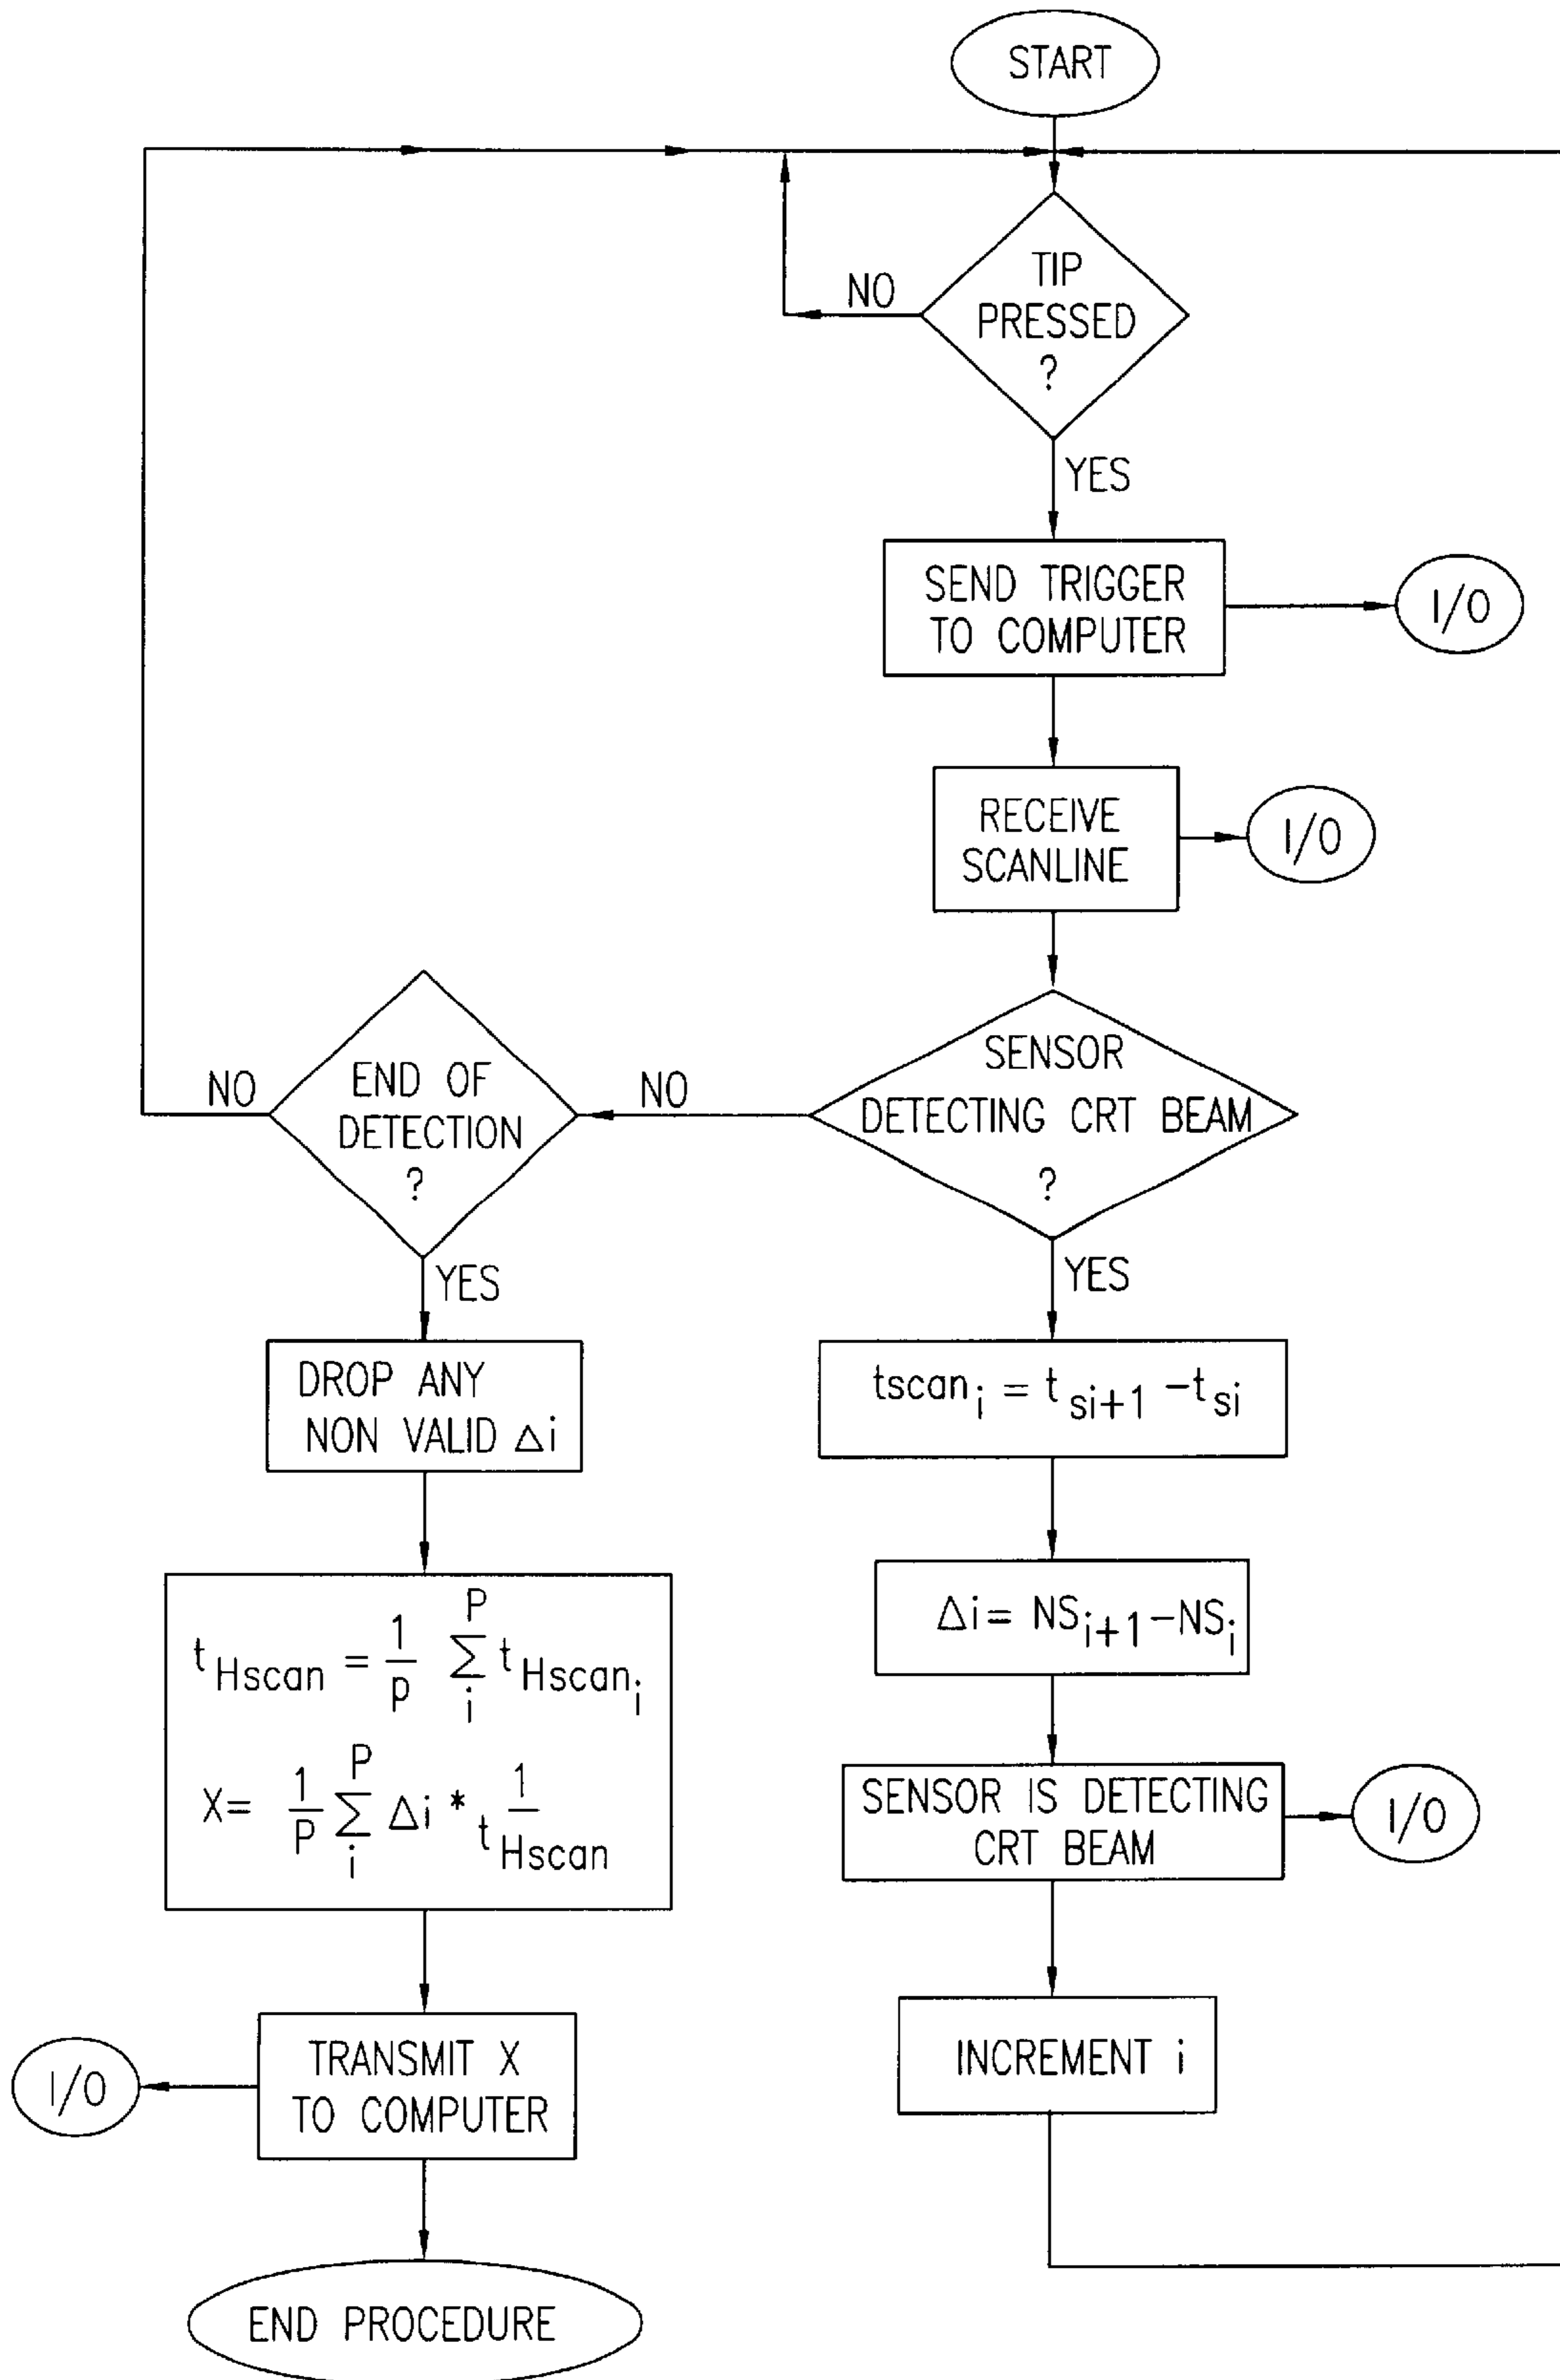 START
TIP
PRESSED
?
NO
YES
SEND TRIGGER
TO COMPUTER
I/O
RECEIVE
SCANLINE
I/O
SENSOR
DETECTING CRT BEAM
?
NO
YES
END OF
DETECTION
?
NO
YES
DROP ANY
NON VALID Δi
t_Hscan = 1/p Σ_i^P t_Hscan_i
X= 1/P Σ_i^P Δi * t 1/Hscan
TRANSMIT X
TO COMPUTER
I/O
END PROCEDURE
tscan_i = t_si+1 -t_si
Δi= NS_i+1-NS_i
SENSOR IS DETECTING
CRT BEAM
I/O
INCREMENT i